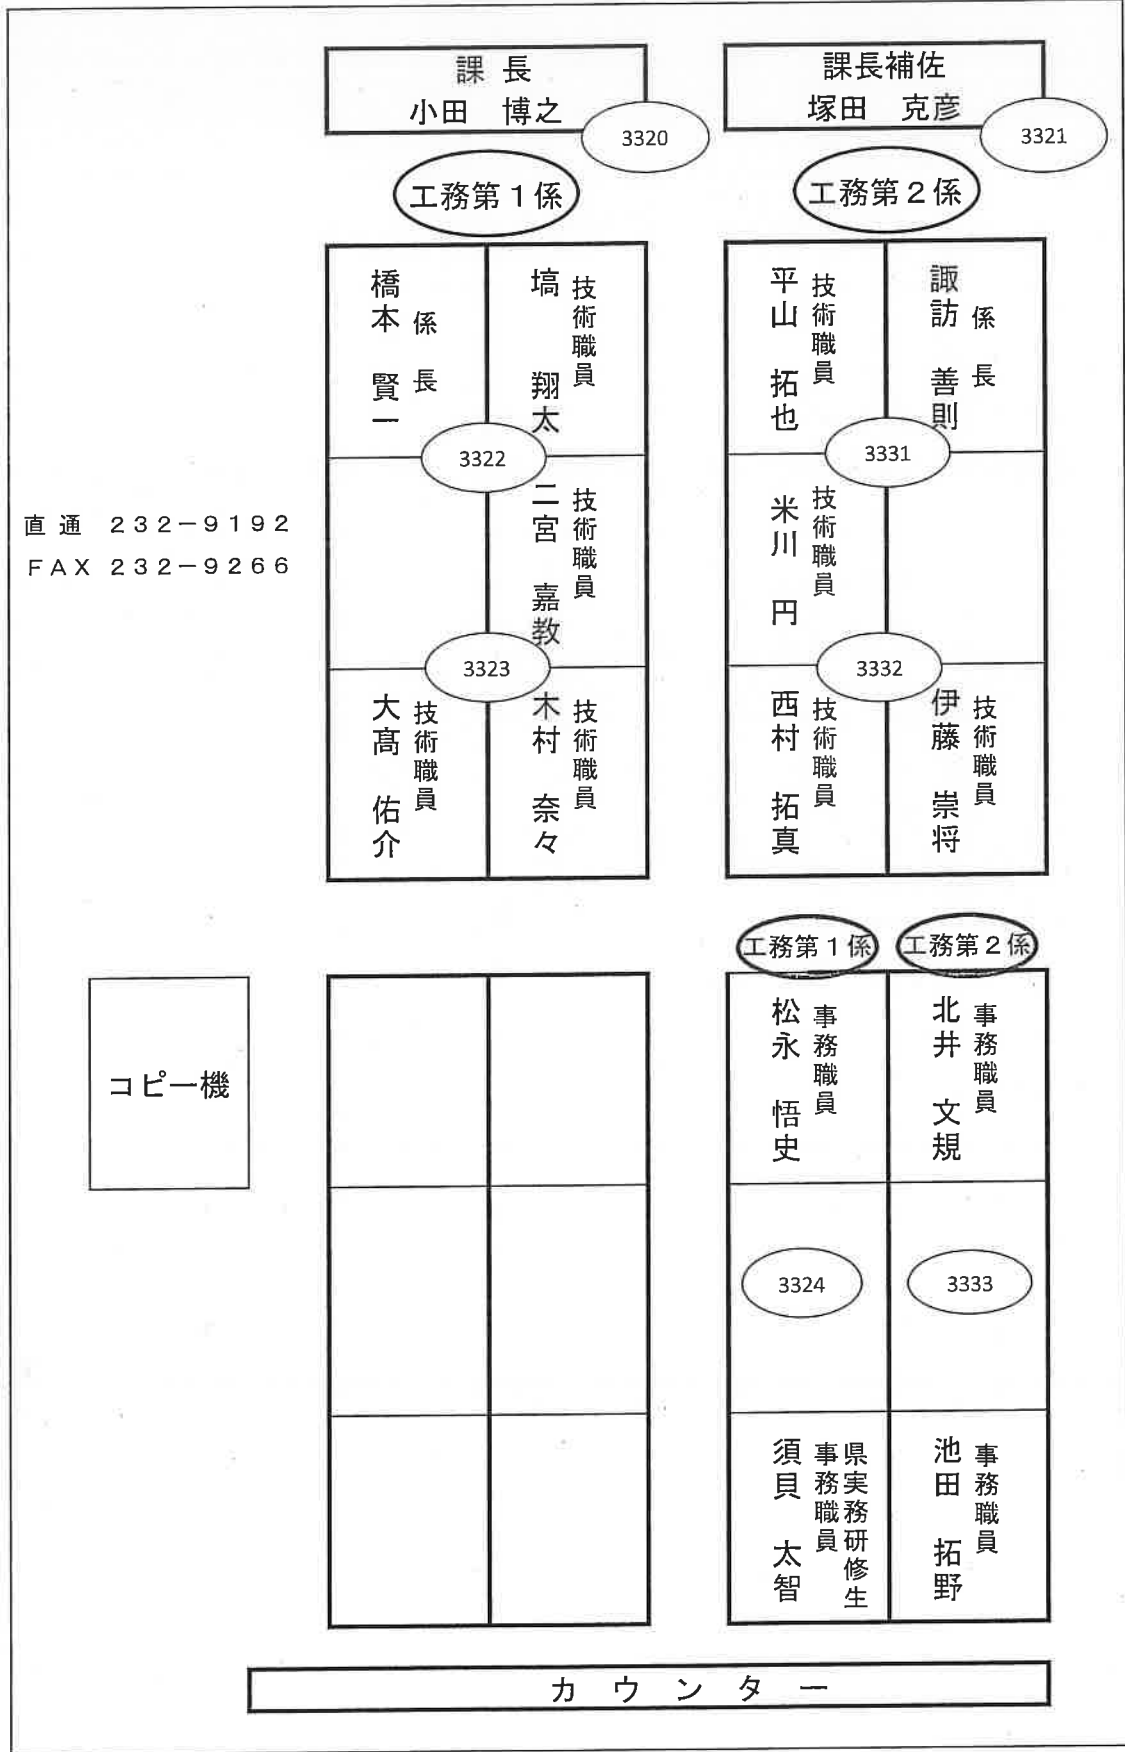 課 長
小田　博之
3320
課長補佐
塚田　克彦
3321
工務第１係
工務第２係
橋本　賢一
係　長
塙　　翔太
技術職員
3322
二宮　嘉教
技術職員
3323
大髙　佑介
技術職員
木村　奈々
技術職員
平山　拓也
技術職員
諏訪　善則
係　長
3331
米川　円
技術職員
3332
西村　拓真
技術職員
伊藤　崇将
技術職員
直通　２３２－９１９２
ＦＡＸ ２３２－９２６６
工務第１係
工務第２係
コピー機
松永　悟史
事務職員
北井　文規
事務職員
3324
3333
須貝　太智
事務職員
県実務研修生
池田　拓野
事務職員
カ　ウ　ン　タ　ー